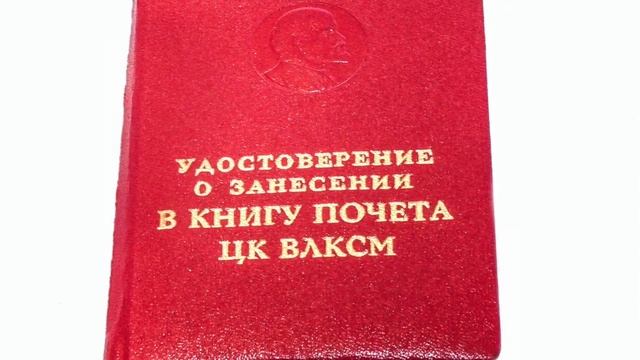 УДОСТОВЕРЕНИЕ
О ЗАНЕСЕНИИ
В КНИГУ ПОЧЕТА
ЦК ВЛКСМ